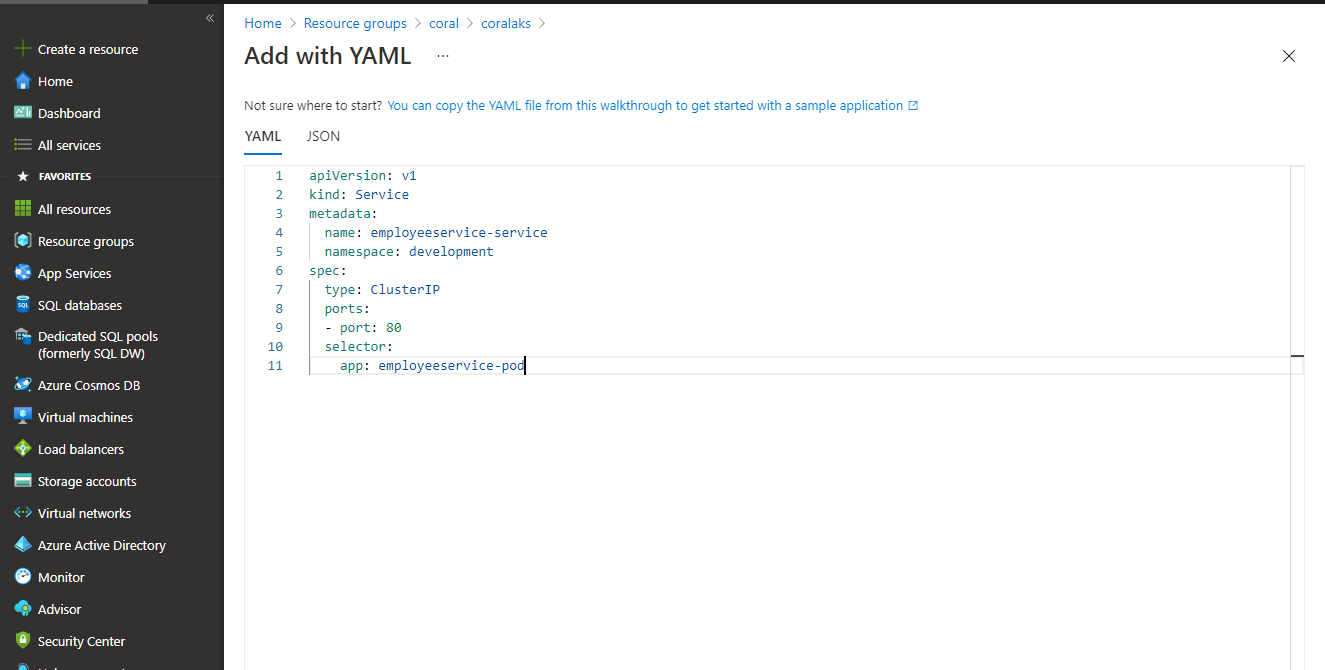 «
Create a resource
Home
Dashboard
All services
FAVORITES
All resources
Resource groups
App Services
SQL databases
Dedicated SQL pools
(formerly SQL DW)
Azure Cosmos DB
Virtual machines
Load balancers
Storage accounts
Virtual networks
Azure Active Directory
Monitor
Advisor
Security Center
Home > Resource groups > coral > coralaks >
Add with YAML ...
Not sure where to start? You can copy the YAML file from this walkthrough to get started with a sample application
YAML JSON
1 apiVersion: v1
2 kind: Service
3 metadata:
4 name: employeeservice-service
5 namespace: development
6 spec:
7 type: ClusterIP
8 ports:
9 - port: 80
10 selector:
11 app: employeeservice-pod